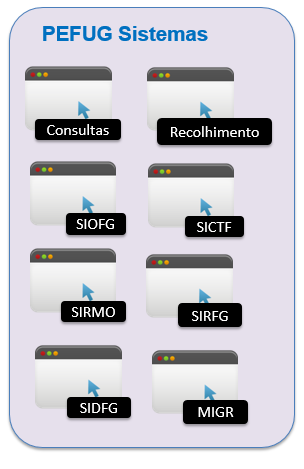 PEFUG Sistemas
Consultas
Recolhimento
SIOFG
SICTF
SIRMO
SIRFG
SIDFG
MIGR